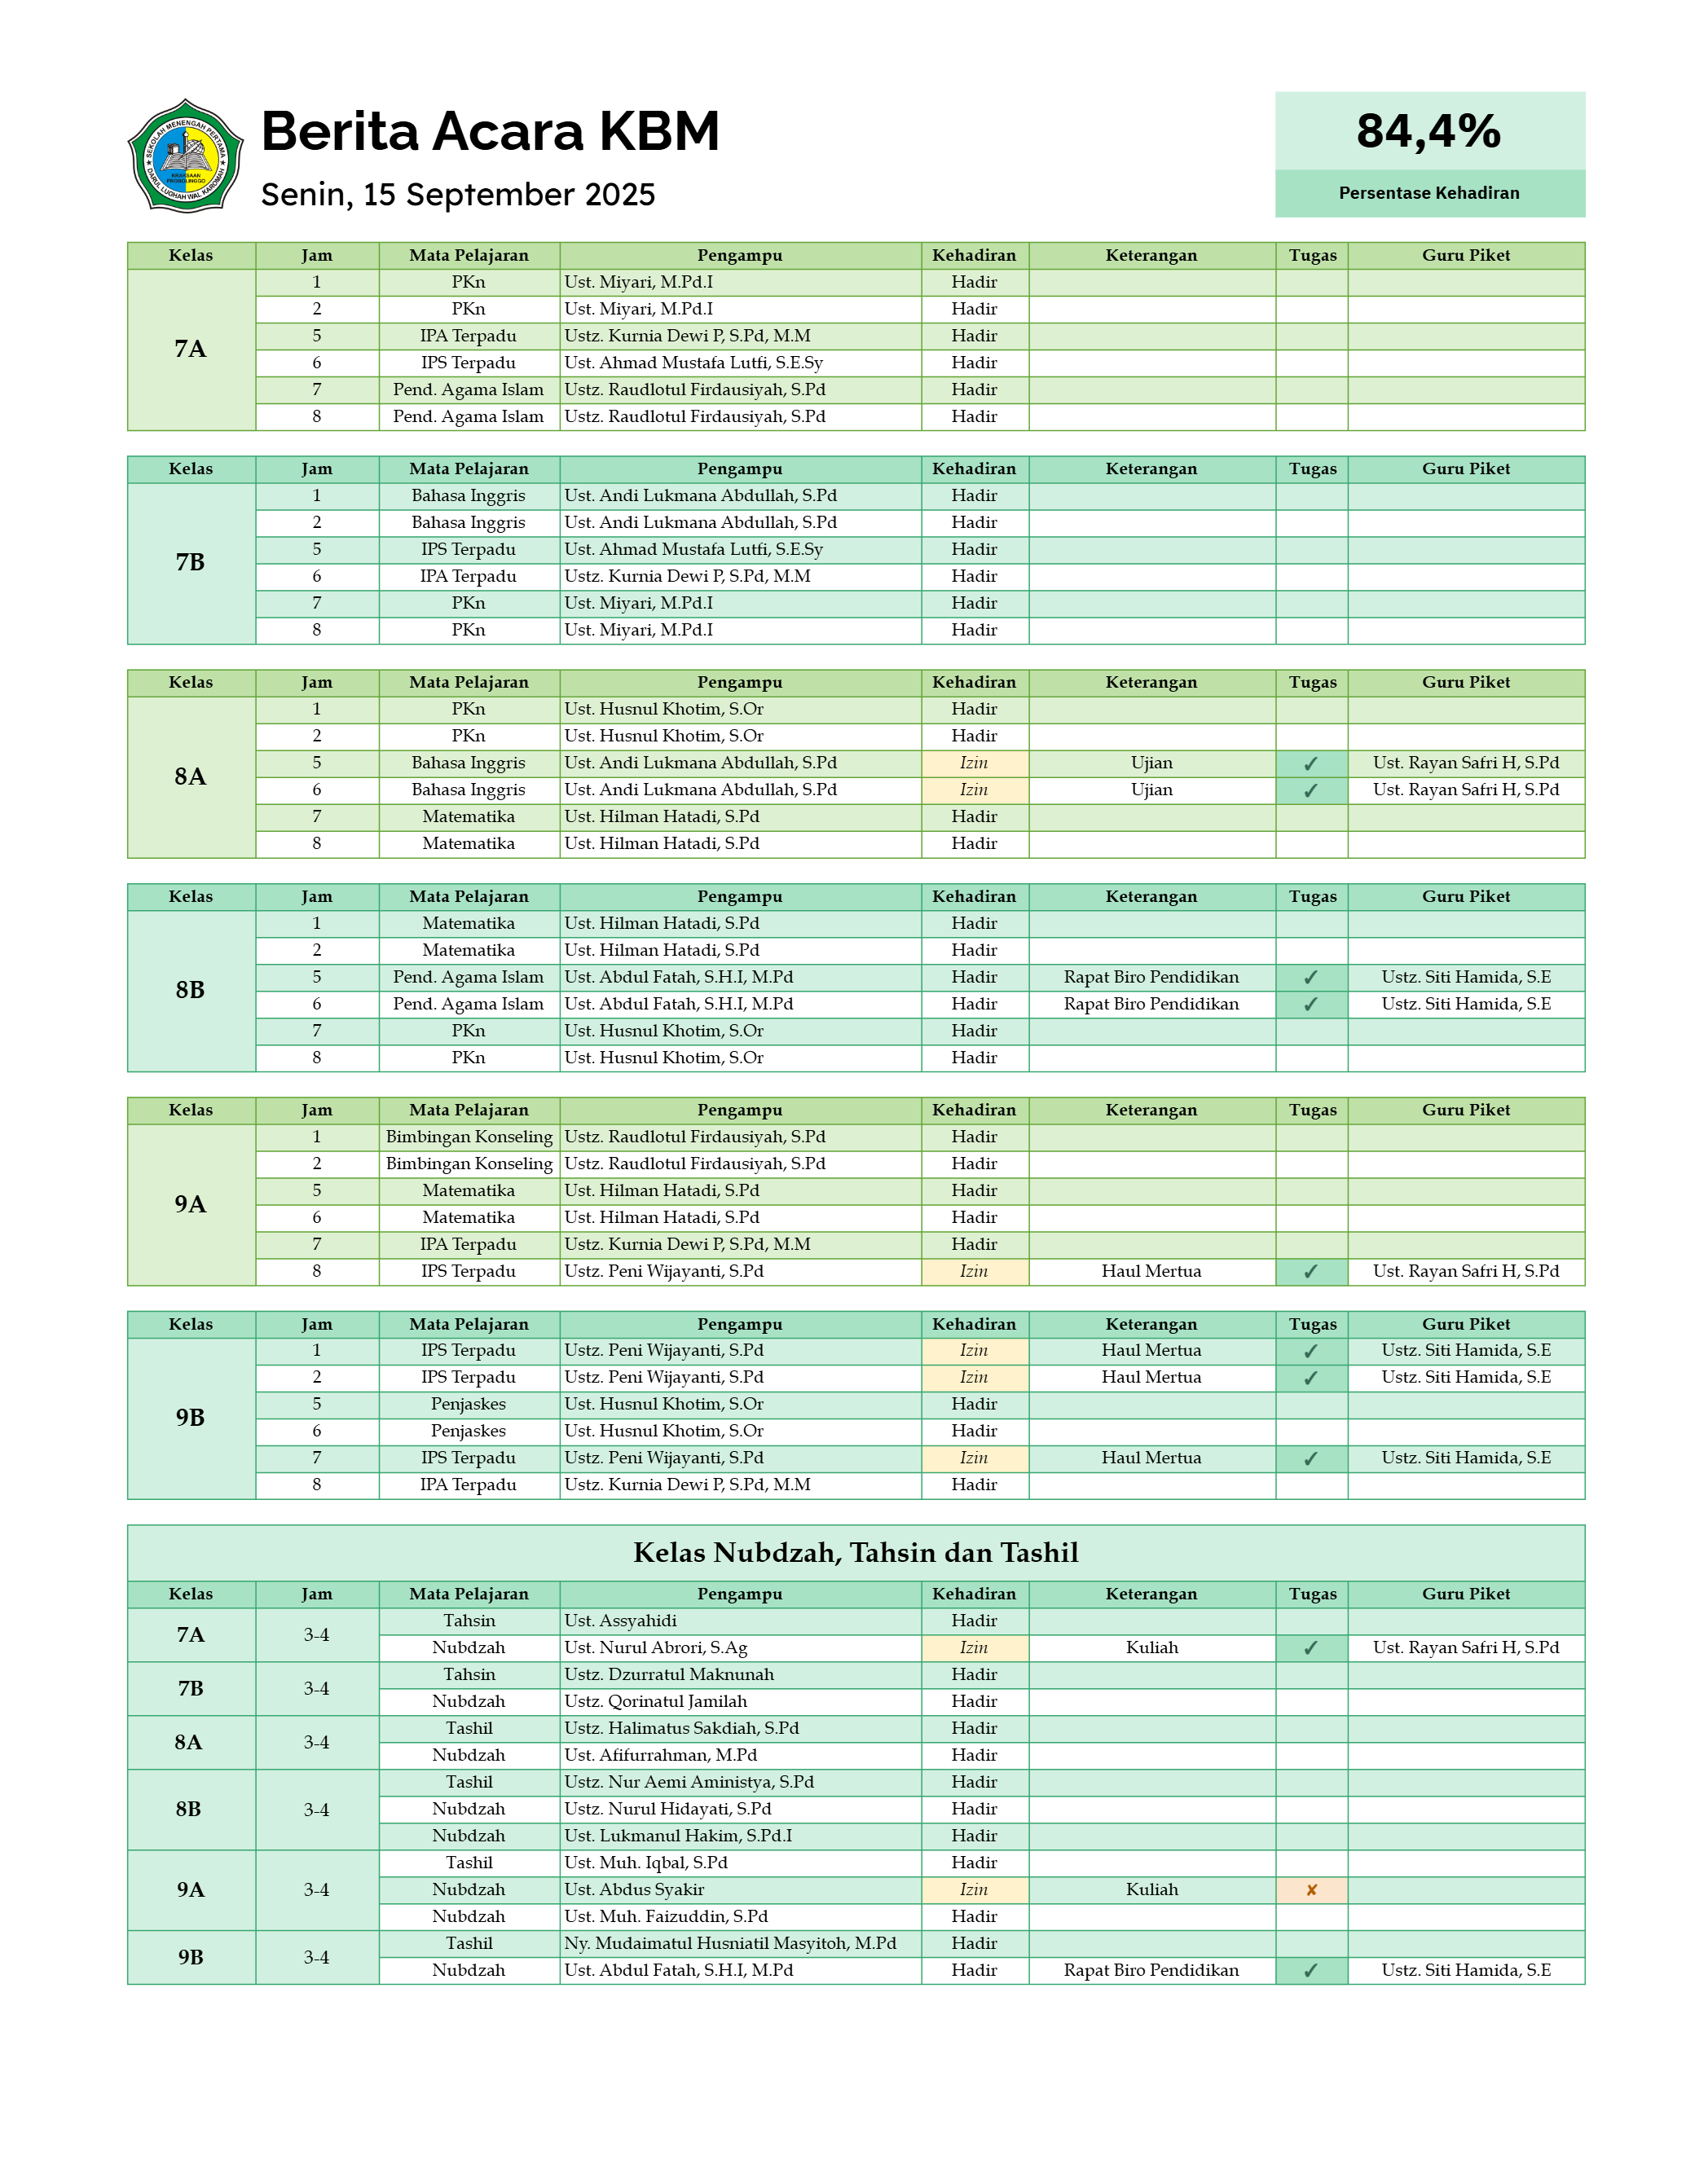 SEKOLAH MENENGAH PERTAMA
KRAKSAAN
PROBOLINGGO
DARUL LUGHAH WAL KAROMAH
Berita Acara KBM
Senin, 15 September 2025
84,4%
Persentase Kehadiran
Kelas Jam Mata Pelajaran Pengampu Kehadiran Keterangan Tugas Guru Piket
7A
1 PKn Ust. Miyari, M.Pd.I Hadir
2 PKn Ust. Miyari, M.Pd.I Hadir
5 IPA Terpadu Ustz. Kurnia Dewi P, S.Pd, M.M Hadir
6 IPS Terpadu Ust. Ahmad Mustafa Lutfi, S.E.Sy Hadir
7 Pend. Agama Islam Ustz. Raudlotul Firdausiyah, S.Pd Hadir
8 Pend. Agama Islam Ustz. Raudlotul Firdausiyah, S.Pd Hadir
Kelas Jam Mata Pelajaran Pengampu Kehadiran Keterangan Tugas Guru Piket
7B
1 Bahasa Inggris Ust. Andi Lukmana Abdullah, S.Pd Hadir
2 Bahasa Inggris Ust. Andi Lukmana Abdullah, S.Pd Hadir
5 IPS Terpadu Ust. Ahmad Mustafa Lutfi, S.E.Sy Hadir
6 IPA Terpadu Ustz. Kurnia Dewi P, S.Pd, M.M Hadir
7 PKn Ust. Miyari, M.Pd.I Hadir
8 PKn Ust. Miyari, M.Pd.I Hadir
Kelas Jam Mata Pelajaran Pengampu Kehadiran Keterangan Tugas Guru Piket
8A
1 PKn Ust. Husnul Khotim, S.Or Hadir
2 PKn Ust. Husnul Khotim, S.Or Hadir
5 Bahasa Inggris Ust. Andi Lukmana Abdullah, S.Pd Izin Ujian ✓ Ust. Rayan Safri H, S.Pd
6 Bahasa Inggris Ust. Andi Lukmana Abdullah, S.Pd Izin Ujian ✓ Ust. Rayan Safri H, S.Pd
7 Matematika Ust. Hilman Hatadi, S.Pd Hadir
8 Matematika Ust. Hilman Hatadi, S.Pd Hadir
Kelas Jam Mata Pelajaran Pengampu Kehadiran Keterangan Tugas Guru Piket
8B
1 Matematika Ust. Hilman Hatadi, S.Pd Hadir
2 Matematika Ust. Hilman Hatadi, S.Pd Hadir
5 Pend. Agama Islam Ust. Abdul Fatah, S.H.I, M.Pd Hadir Rapat Biro Pendidikan ✓ Ustz. Siti Hamida, S.E
6 Pend. Agama Islam Ust. Abdul Fatah, S.H.I, M.Pd Hadir Rapat Biro Pendidikan ✓ Ustz. Siti Hamida, S.E
7 PKn Ust. Husnul Khotim, S.Or Hadir
8 PKn Ust. Husnul Khotim, S.Or Hadir
Kelas Jam Mata Pelajaran Pengampu Kehadiran Keterangan Tugas Guru Piket
9A
1 Bimbingan Konseling Ustz. Raudlotul Firdausiyah, S.Pd Hadir
2 Bimbingan Konseling Ustz. Raudlotul Firdausiyah, S.Pd Hadir
5 Matematika Ust. Hilman Hatadi, S.Pd Hadir
6 Matematika Ust. Hilman Hatadi, S.Pd Hadir
7 IPA Terpadu Ustz. Kurnia Dewi P, S.Pd, M.M Hadir
8 IPS Terpadu Ustz. Peni Wijayanti, S.Pd Izin Haul Mertua ✓ Ust. Rayan Safri H, S.Pd
Kelas Jam Mata Pelajaran Pengampu Kehadiran Keterangan Tugas Guru Piket
9B
1 IPS Terpadu Ustz. Peni Wijayanti, S.Pd Izin Haul Mertua ✓ Ustz. Siti Hamida, S.E
2 IPS Terpadu Ustz. Peni Wijayanti, S.Pd Izin Haul Mertua ✓ Ustz. Siti Hamida, S.E
5 Penjaskes Ust. Husnul Khotim, S.Or Hadir
6 Penjaskes Ust. Husnul Khotim, S.Or Hadir
7 IPS Terpadu Ustz. Peni Wijayanti, S.Pd Izin Haul Mertua ✓ Ustz. Siti Hamida, S.E
8 IPA Terpadu Ustz. Kurnia Dewi P, S.Pd, M.M Hadir
Kelas Nubdzah, Tahsin dan Tashil
Kelas Jam Mata Pelajaran Pengampu Kehadiran Keterangan Tugas Guru Piket
7A 3-4 Tahsin Ust. Assyahidi Hadir
Nubdzah Ust. Nurul Abrori, S.Ag Izin Kuliah ✓ Ust. Rayan Safri H, S.Pd
7B 3-4 Tahsin Ustz. Dzurratul Maknunah Hadir
Nubdzah Ustz. Qorinatul Jamilah Hadir
8A 3-4 Tashil Ustz. Halimatus Sakdiah, S.Pd Hadir
Nubdzah Ust. Afifurrahman, M.Pd Hadir
8B 3-4 Tashil Ustz. Nur Aemi Aministya, S.Pd Hadir
Nubdzah Ustz. Nurul Hidayati, S.Pd Hadir
Nubdzah Ust. Lukmanul Hakim, S.Pd.I Hadir
9A 3-4 Tashil Ust. Muh. Iqbal, S.Pd Hadir
Nubdzah Ust. Abdus Syakir Izin Kuliah ✘
Nubdzah Ust. Muh. Faizuddin, S.Pd Hadir
9B 3-4 Tashil Ny. Mudaimatul Husniatil Masyitoh, M.Pd Hadir
Nubdzah Ust. Abdul Fatah, S.H.I, M.Pd Hadir Rapat Biro Pendidikan ✓ Ustz. Siti Hamida, S.E